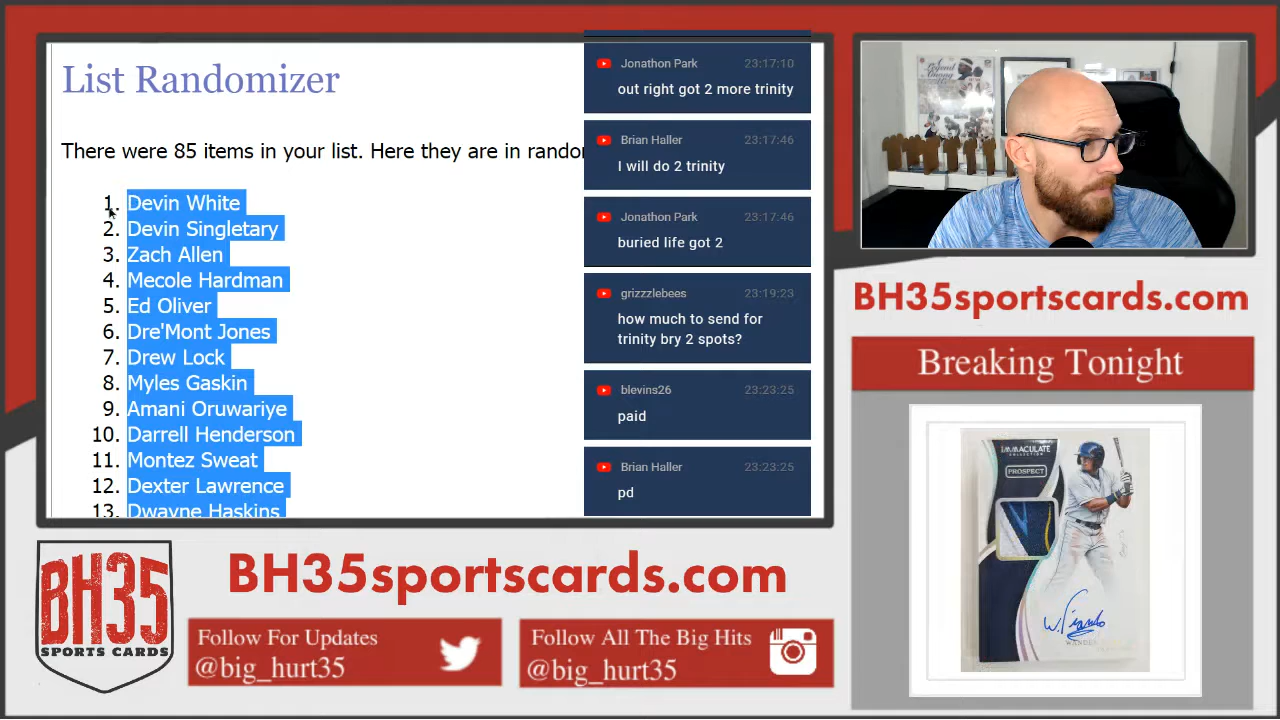 List Randomizer
There were 85 items in your list. Here they are in random
1. Devin White
2. Devin Singletary
3. Zach Allen
4. Mecole Hardman
5. Ed Oliver
6. Dre'Mont Jones
7. Drew Lock
8. Myles Gaskin
9. Amani Oruwariye
10. Darrell Henderson
11. Montez Sweat
12. Dexter Lawrence
13. Dwayne Haskins
Jonathon Park 23:17:10
out right got 2 more trinity
Brian Haller 23:17:46
I will do 2 trinity
Jonathon Park 23:17:46
buried life got 2
grizzzlebees 23:19:23
how much to send for
trinity bry 2 spots?
blevins26 23:23:25
paid
Brian Haller 23:23:25
pd
BH35sportscards.com
Breaking Tonight
IMMACULATE
COLLECTION
PROSPECT
BH35
SPORTS CARDS
BH35sportscards.com
Follow For Updates
@big_hurt35
Follow All The Big Hits
@big_hurt35